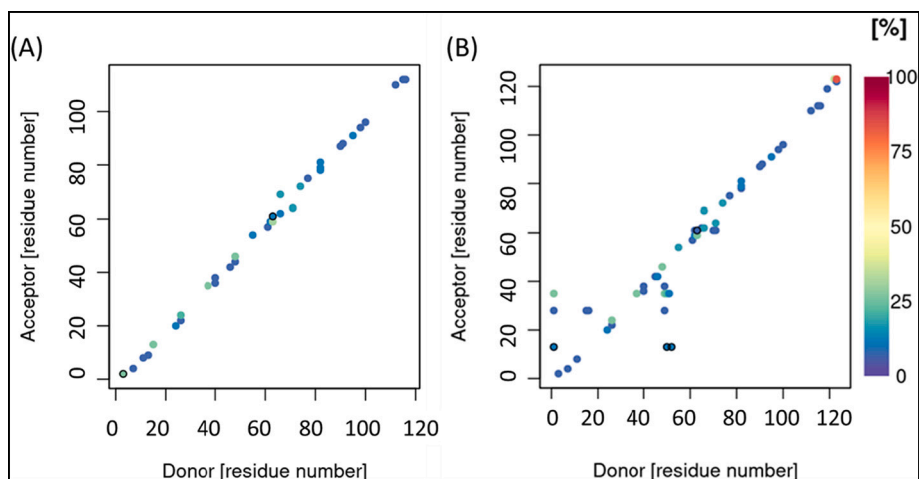 [%]
(A)
(B)
100
75
50
25
0
Acceptor [residue number]
0 20 40 60 80 100
0 20 40 60 80 100 120
Donor [residue number]
Acceptor [residue number]
0 20 40 60 80 100 120
0 20 40 60 80 100 120
Donor [residue number]